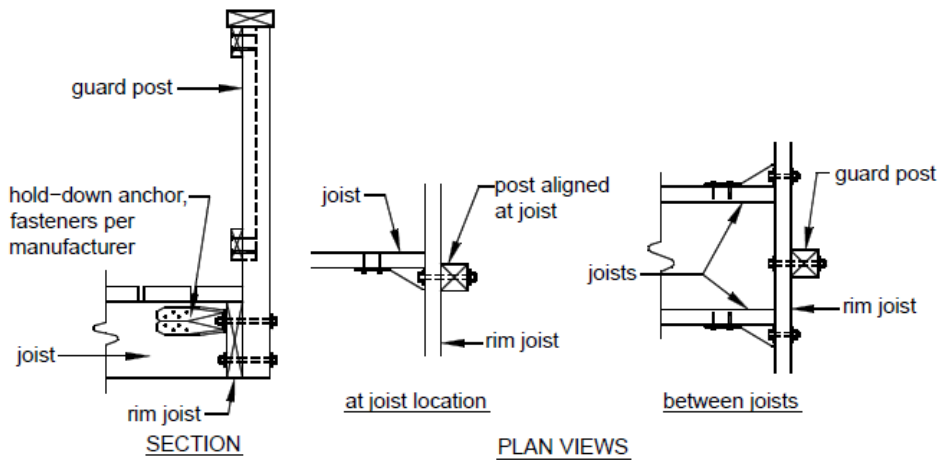 guard post
hold-down anchor,
fasteners per
manufacturer
joist
rim joist
SECTION
joist
post aligned
at joist
rim joist
at joist location
guard post
joists
rim joist
between joists
PLAN VIEWS